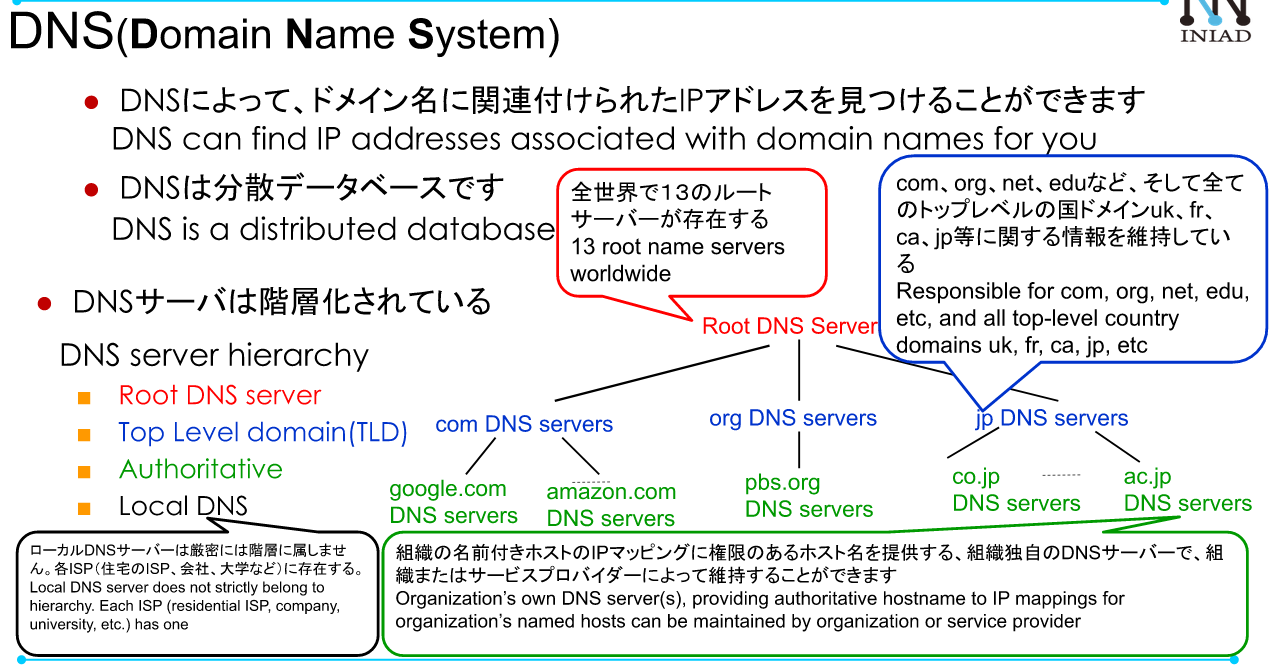 DNS(Domain Name System)
INIAD
● DNSによって、ドメイン名に関連付けられたIPアドレスを見つけることができます
DNS can find IP addresses associated with domain names for you
● DNSは分散データベースです
DNS is a distributed database
全世界で１３のルート
サーバーが存在する
13 root name servers
worldwide
com、org、net、eduなど、そして全て
のトップレベルの国ドメインuk、fr、
ca、jp等に関する情報を維持してい
る
Responsible for com, org, net, edu,
etc, and all top-level country
domains uk, fr, ca, jp, etc
● DNSサーバは階層化されている
DNS server hierarchy
■ Root DNS server
■ Top Level domain(TLD)
■ Authoritative
■ Local DNS
Root DNS Server
com DNS servers
org DNS servers
jp DNS servers
google.com
DNS servers
amazon.com
DNS servers
pbs.org
DNS servers
co.jp
DNS servers
ac.jp
DNS servers
ローカルDNSサーバーは厳密には階層に属しませ
ん。各ISP（住宅のISP、会社、大学など）に存在する。
Local DNS server does not strictly belong to
hierarchy. Each ISP (residential ISP, company,
university, etc.) has one
組織の名前付きホストのIPマッピングに権限のあるホスト名を提供する、組織独自のDNSサーバーで、組
織またはサービスプロバイダーによって維持することができます
Organization’s own DNS server(s), providing authoritative hostname to IP mappings for
organization’s named hosts can be maintained by organization or service provider